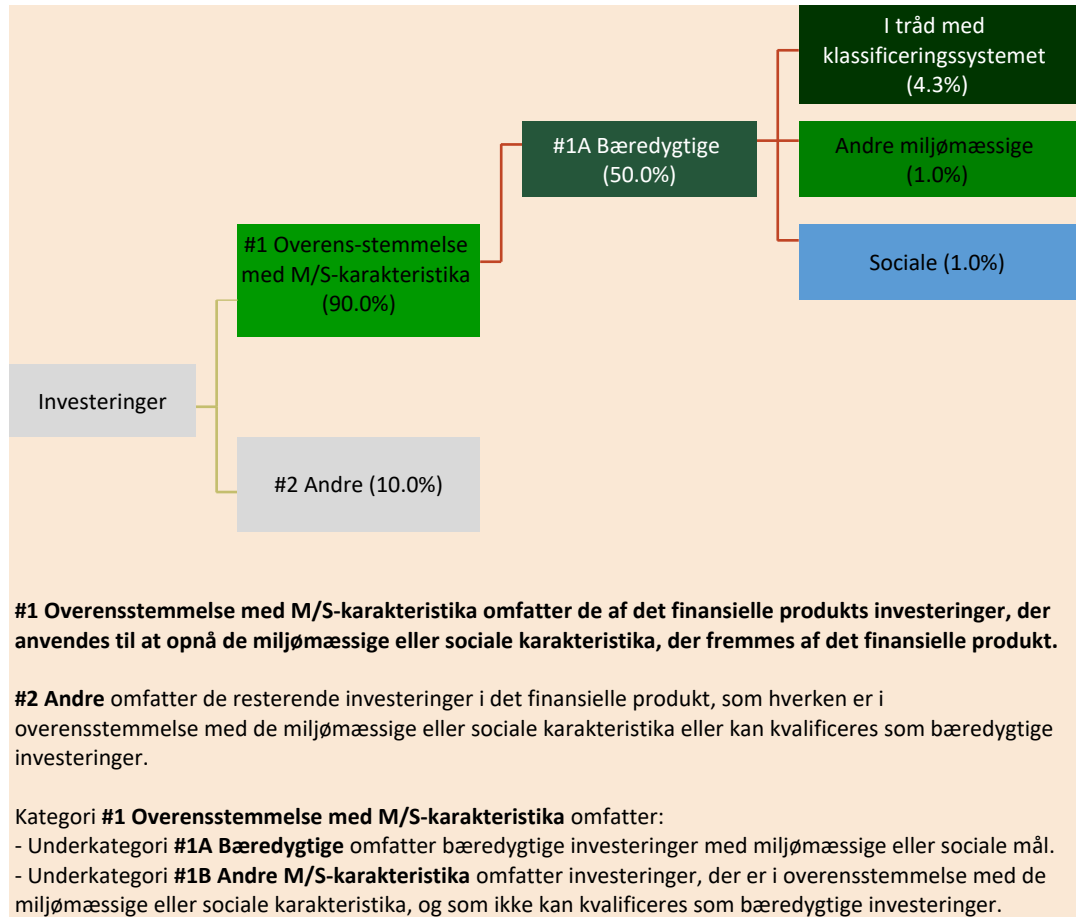 I tråd med
klassificeringssystemet
(4.3%)
#1A Bæredygtige
(50.0%)
Andre miljømæssige
(1.0%)
#1 Overens-stemmelse
med M/S-karakteristika
(90.0%)
Sociale (1.0%)
Investeringer
#2 Andre (10.0%)
#1 Overensstemmelse med M/S-karakteristika omfatter de af det finansielle produkts investeringer, der
anvendes til at opnå de miljømæssige eller sociale karakteristika, der fremmes af det finansielle produkt.
#2 Andre omfatter de resterende investeringer i det finansielle produkt, som hverken er i
overensstemmelse med de miljømæssige eller sociale karakteristika eller kan kvalificeres som bæredygtige
investeringer.
Kategori #1 Overensstemmelse med M/S-karakteristika omfatter:
- Underkategori #1A Bæredygtige omfatter bæredygtige investeringer med miljømæssige eller sociale mål.
- Underkategori #1B Andre M/S-karakteristika omfatter investeringer, der er i overensstemmelse med de
miljømæssige eller sociale karakteristika, og som ikke kan kvalificeres som bæredygtige investeringer.